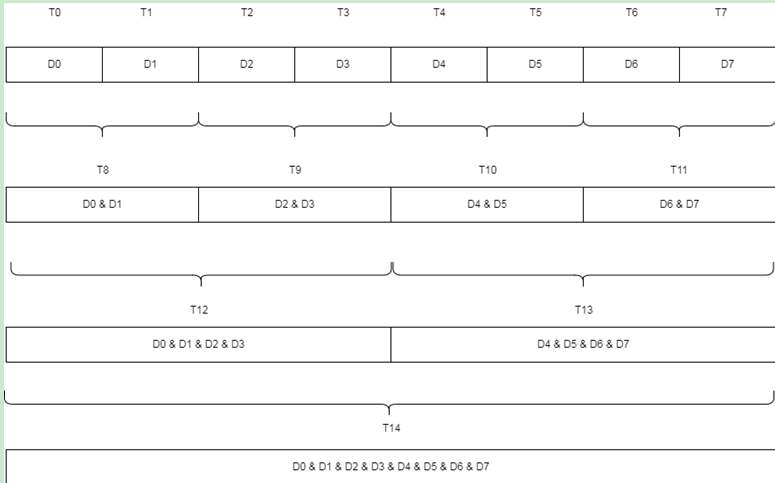 T0 T1 T2 T3 T4 T5 T6 T7
D0 D1 D2 D3 D4 D5 D6 D7
T8 T9 T10 T11
D0 & D1 D2 & D3 D4 & D5 D6 & D7
T12 T13
D0 & D1 & D2 & D3 D4 & D5 & D6 & D7
T14
D0 & D1 & D2 & D3 & D4 & D5 & D6 & D7